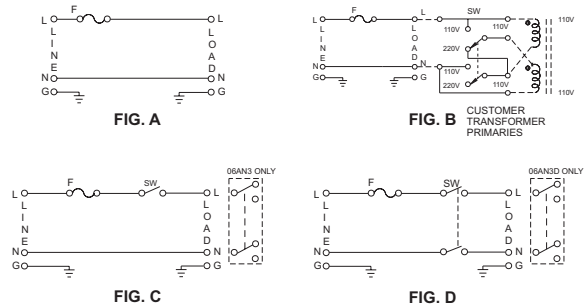 F
L
L
L
I
N
E
L
O
A
D
N
N
G
G
FIG. A
F
L
L
L
SW
110V
110V
110V
L
I
N
E
L
O
A
D
220V
N
N
N
110V
110V
G
G
220V
110V
FIG. B
CUSTOMER
TRANSFORMER
PRIMARIES
06AN3 ONLY
F
SW
L
L
L
I
N
E
L
O
A
D
N
N
G
G
FIG. C
06AN3D ONLY
F
SW
L
L
L
I
N
E
L
O
A
D
N
N
G
G
FIG. D